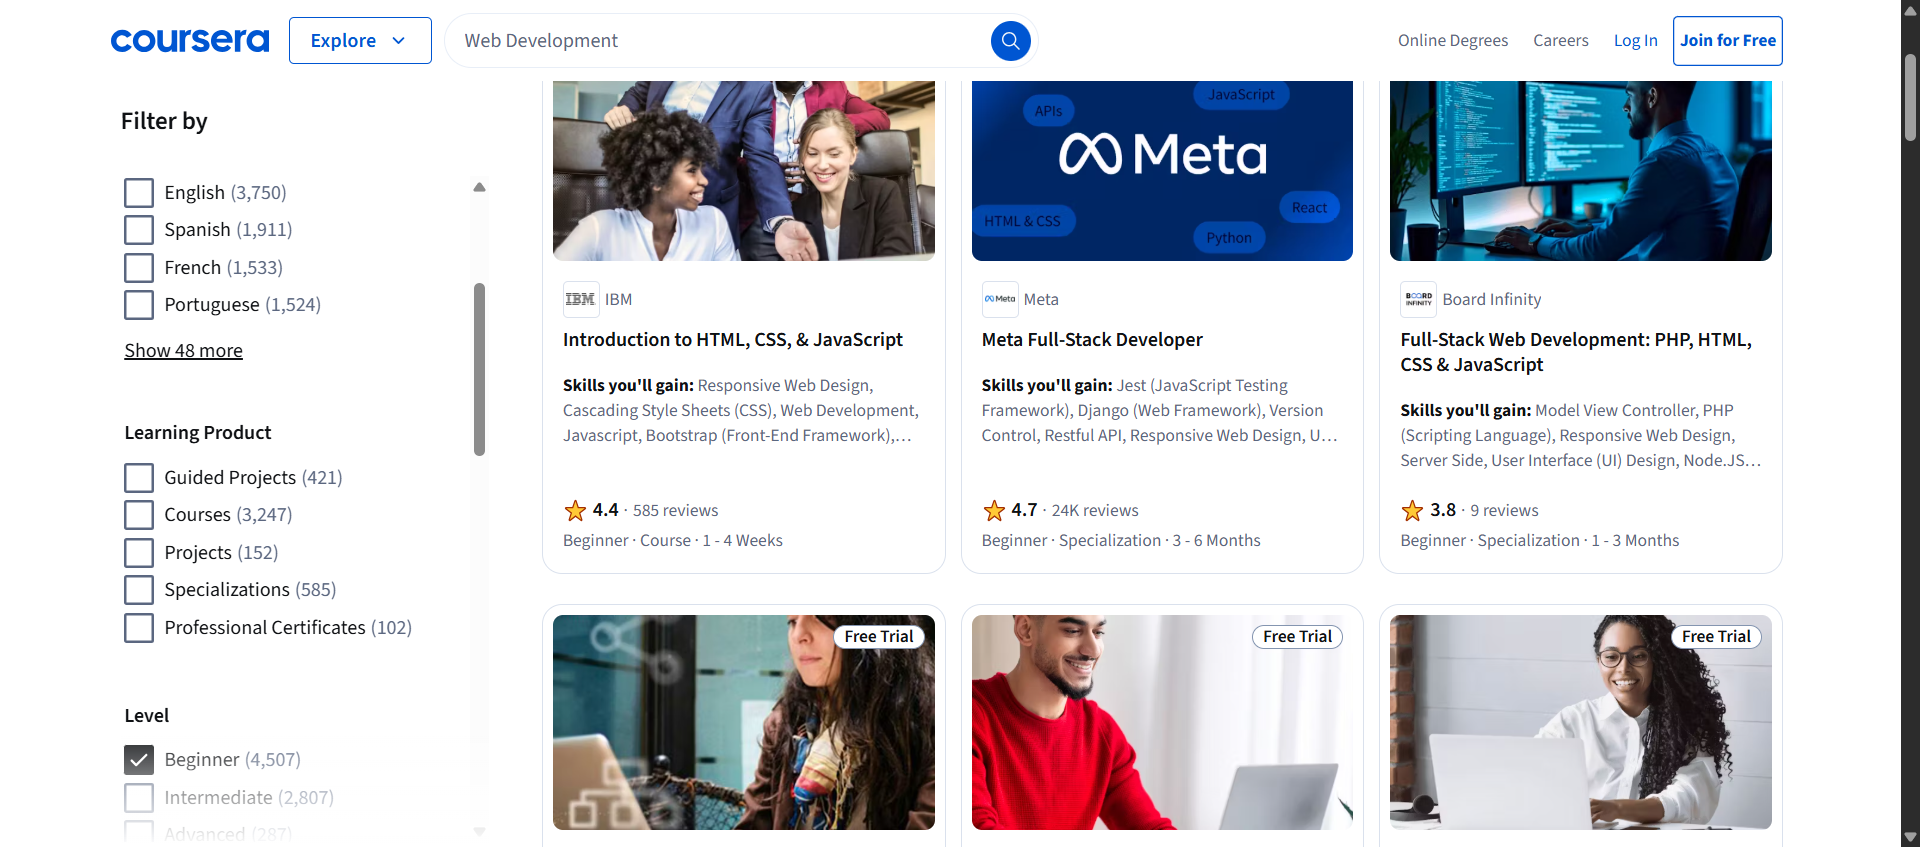 coursera
Explore
Web Development
Online Degrees
Careers
Log In
Join for Free
Filter by
English (3,750)
Spanish (1,911)
French (1,533)
Portuguese (1,524)
Show 48 more
Learning Product
Guided Projects (421)
Courses (3,247)
Projects (152)
Specializations (585)
Professional Certificates (102)
Level
Beginner (4,507)
Intermediate (2,807)
Advanced (287)
IBM
IBM
Introduction to HTML, CSS, & JavaScript
Skills you'll gain: Responsive Web Design,
Cascading Style Sheets (CSS), Web Development,
Javascript, Bootstrap (Front-End Framework),...
4.4 · 585 reviews
Beginner · Course · 1 - 4 Weeks
APIs
JavaScript
Meta
HTML & CSS
React
Python
Meta
Meta
Meta Full-Stack Developer
Skills you'll gain: Jest (JavaScript Testing
Framework), Django (Web Framework), Version
Control, Restful API, Responsive Web Design, U...
4.7 · 24K reviews
Beginner · Specialization · 3 - 6 Months
BOARD
INFINITY
Board Infinity
Full-Stack Web Development: PHP, HTML,
CSS & JavaScript
Skills you'll gain: Model View Controller, PHP
(Scripting Language), Responsive Web Design,
Server Side, User Interface (UI) Design, Node.JS...
3.8 · 9 reviews
Beginner · Specialization · 1 - 3 Months
Free Trial
Free Trial
Free Trial